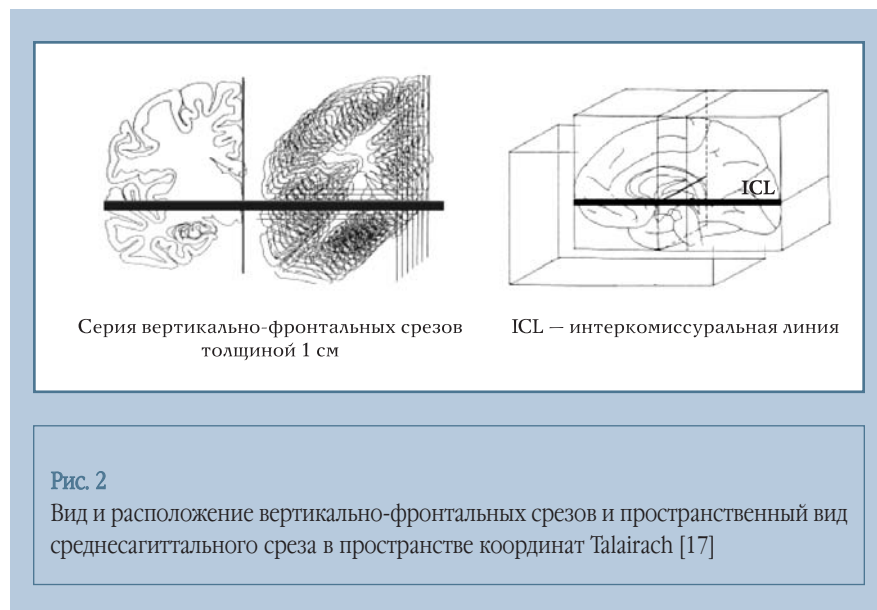 ICL
Серия вертикально-фронтальных срезов
толщиной 1 см
ICL — интеркомиссуральная линия
Рис. 2
Вид и расположение вертикально-фронтальных срезов и пространственный вид
среднесагиттального среза в пространстве координат Talairach [17]